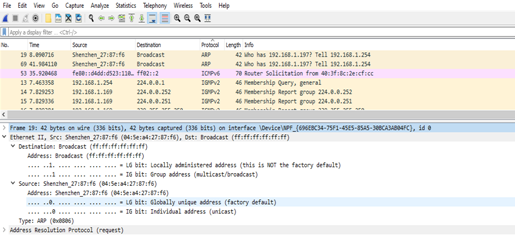 File Edit View Go Capture Analyze Statistics Telephony Wireless Tools Help
Apply a display filter ... <Ctrl-/>
No. Time Source Destination Protocol Length Info
19 8.090716 Shenzhen_27:87:f6 Broadcast ARP 42 Who has 192.168.1.197? Tell 192.168.1.254
69 41.984110 Shenzhen_27:87:f6 Broadcast ARP 42 Who has 192.168.1.197? Tell 192.168.1.254
53 35.920468 ff02::2 ICMPv6 70 Router Solicitation from 40:3f:8c:2e:cf:cc
13 7.463358 192.168.1.254 224.0.0.1 IGMPv2 46 Membership Query, general
14 7.829253 192.168.1.169 224.0.0.252 IGMPv2 46 Membership Report group 224.0.0.252
15 7.829336 192.168.1.169 224.0.0.251 IGMPv2 46 Membership Report group 224.0.0.251
Frame 19: 42 bytes on wire (336 bits), 42 bytes captured (336 bits) on interface \Device\NPF_{696EBC34-75F1-45E5-85A5-30BCA3AB04FC}, id 0
Ethernet II, Src: Shenzhen_27:87:f6 (04:5e:a4:27:87:f6), Dst: Broadcast (ff:ff:ff:ff:ff:ff)
Destination: Broadcast (ff:ff:ff:ff:ff:ff)
Address: Broadcast (ff:ff:ff:ff:ff:ff)
.... ..1. .... .... .... .... = LG bit: Locally administered address (this is NOT the factory default)
.... ...1 .... .... .... .... = IG bit: Group address (multicast/broadcast)
Source: Shenzhen_27:87:f6 (04:5e:a4:27:87:f6)
Address: Shenzhen_27:87:f6 (04:5e:a4:27:87:f6)
.... ..0. .... .... .... .... = LG bit: Globally unique address (factory default)
.... ...0 .... .... .... .... = IG bit: Individual address (unicast)
Type: ARP (0x0806)
Address Resolution Protocol (request)